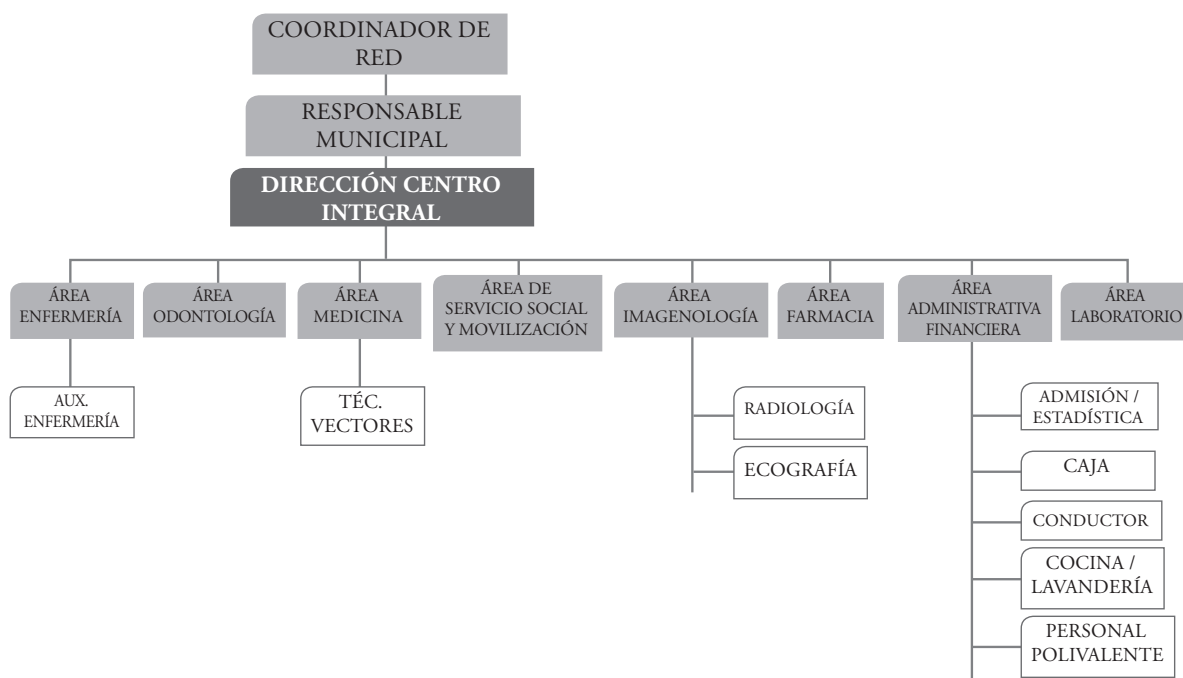 COORDINADOR DE
RED
RESPONSABLE
MUNICIPAL
DIRECCIÓN CENTRO
INTEGRAL
ÁREA
ENFERMERÍA
ÁREA
ODONTOLOGÍA
ÁREA
MEDICINA
ÁREA DE
SERVICIO SOCIAL
Y MOVILIZACIÓN
ÁREA
IMAGENOLOGÍA
ÁREA
FARMACIA
ÁREA
ADMINISTRATIVA
FINANCIERA
ÁREA
LABORATORIO
AUX.
ENFERMERÍA
TÉC.
VECTORES
RADIOLOGÍA
ECOGRAFÍA
ADMISIÓN /
ESTADÍSTICA
CAJA
CONDUCTOR
COCINA /
LAVANDERÍA
PERSONAL
POLIVALENTE